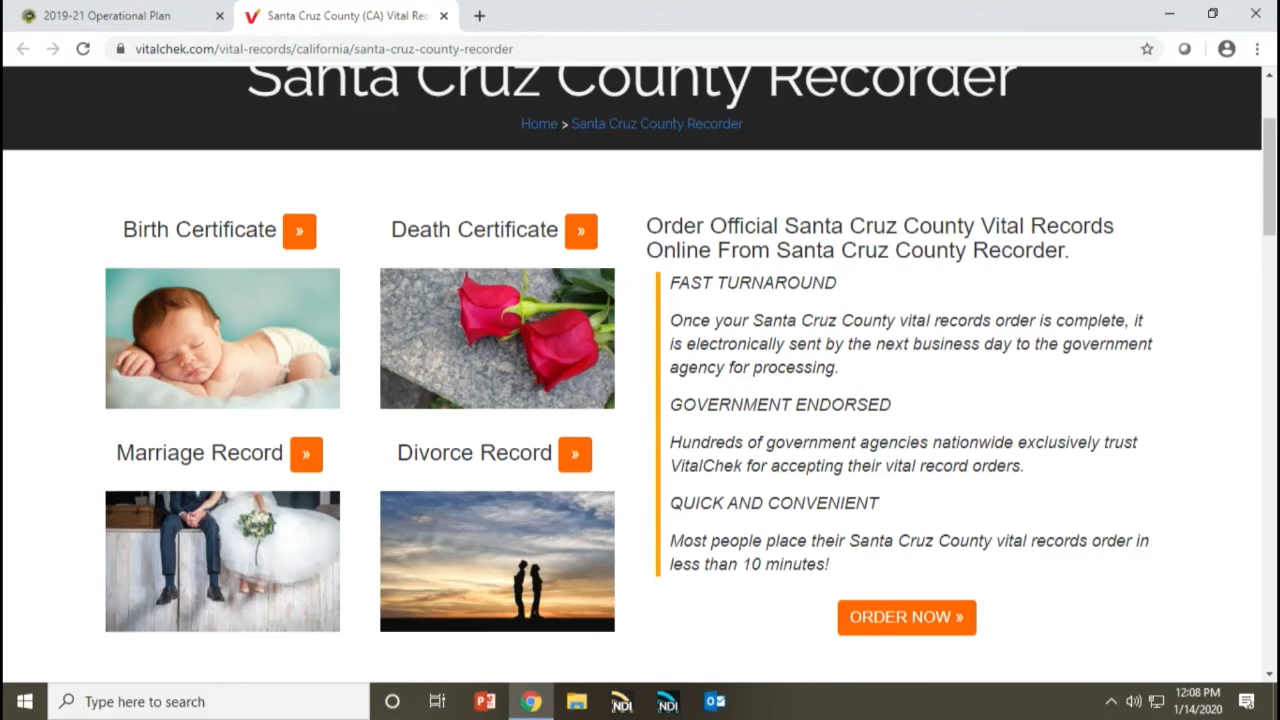 2019-21 Operational Plan
Santa Cruz County (CA) Vital Rec
vitalchek.com/vital-records/california/santa-cruz-county-recorder
Santa Cruz County Recorder
Home > Santa Cruz County Recorder
Birth Certificate »
Death Certificate »
Marriage Record »
Divorce Record »
Order Official Santa Cruz County Vital Records
Online From Santa Cruz County Recorder.
FAST TURNAROUND
Once your Santa Cruz County vital records order is complete, it
is electronically sent by the next business day to the government
agency for processing.
GOVERNMENT ENDORSED
Hundreds of government agencies nationwide exclusively trust
VitalChek for accepting their vital record orders.
QUICK AND CONVENIENT
Most people place their Santa Cruz County vital records order in
less than 10 minutes!
ORDER NOW »
Type here to search
NDI
NDI
12:08 PM
1/14/2020